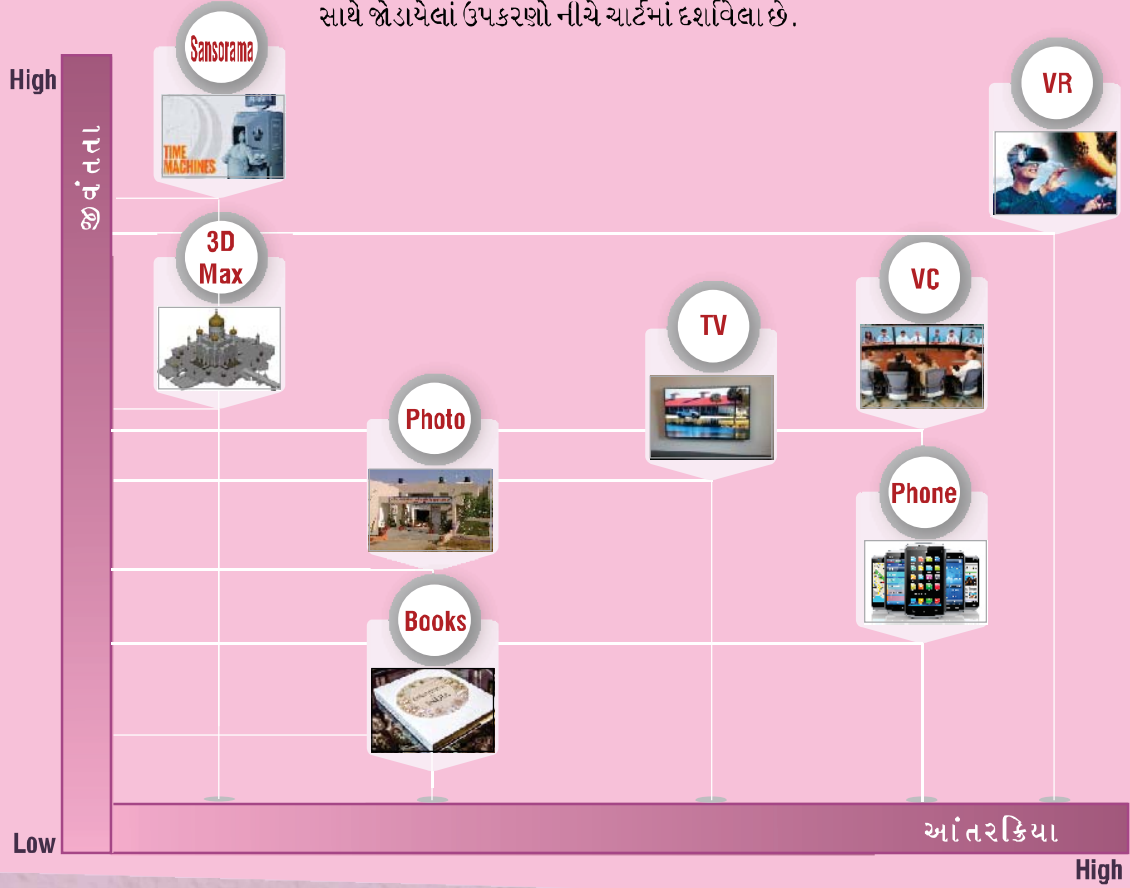 સાથે જોડાયેલાં ઉપકરણો નીચે ચાર્ટમાં દર્શાવેલા છે.
Sansorama
High
VR
TIME
MACHINES
જીવંતતા
3D
Max
VC
TV
Photo
Phone
Books
આંતરક્રિયા
Low
High